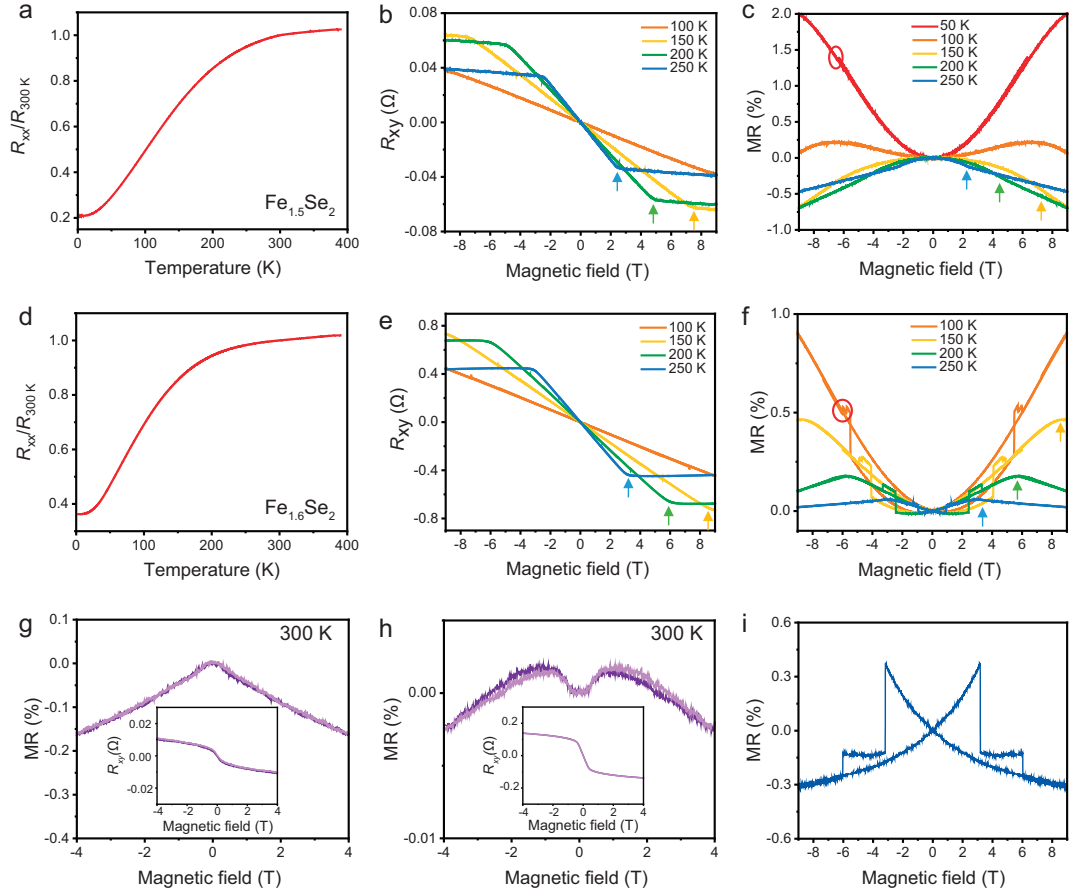 a
R_xx/R_300 K
1.0
0.8
0.6
0.4
0.2
Fe_1.5Se_2
0 100 200 300 400
Temperature (K)
b
R_xy (Ω)
0.08
0.04
0.00
-0.04
-0.08
100 K
150 K
200 K
250 K
-8 -6 -4 -2 0 2 4 6 8
Magnetic field (T)
c
MR (%)
2.0
1.5
1.0
0.5
0.0
-0.5
-1.0
50 K
100 K
150 K
200 K
250 K
-8 -6 -4 -2 0 2 4 6 8
Magnetic field (T)
d
R_xx/R_300 K
1.0
0.8
0.6
0.4
Fe_1.6Se_2
0 100 200 300 400
Temperature (K)
e
R_xy (Ω)
0.8
0.4
0.0
-0.4
-0.8
100 K
150 K
200 K
250 K
-8 -6 -4 -2 0 2 4 6 8
Magnetic field (T)
f
MR (%)
1.0
0.5
0.0
100 K
150 K
200 K
250 K
-8 -6 -4 -2 0 2 4 6 8
Magnetic field (T)
g
300 K
MR (%)
0.1
0.0
-0.1
-0.2
-0.3
-0.4
R_xy(Ω)
0.02
0.00
-0.02
-4 -2 0 2 4
Magnetic field (T)
-4 -2 0 2 4
Magnetic field (T)
h
300 K
MR (%)
0.00
-0.01
R_xy(Ω)
0.2
0.0
-0.2
-4 -2 0 2 4
Magnetic field (T)
-4 -2 0 2 4
Magnetic field (T)
i
MR (%)
0.6
0.3
0.0
-0.3
-0.6
-8 -6 -4 -2 0 2 4 6 8
Magnetic field (T)